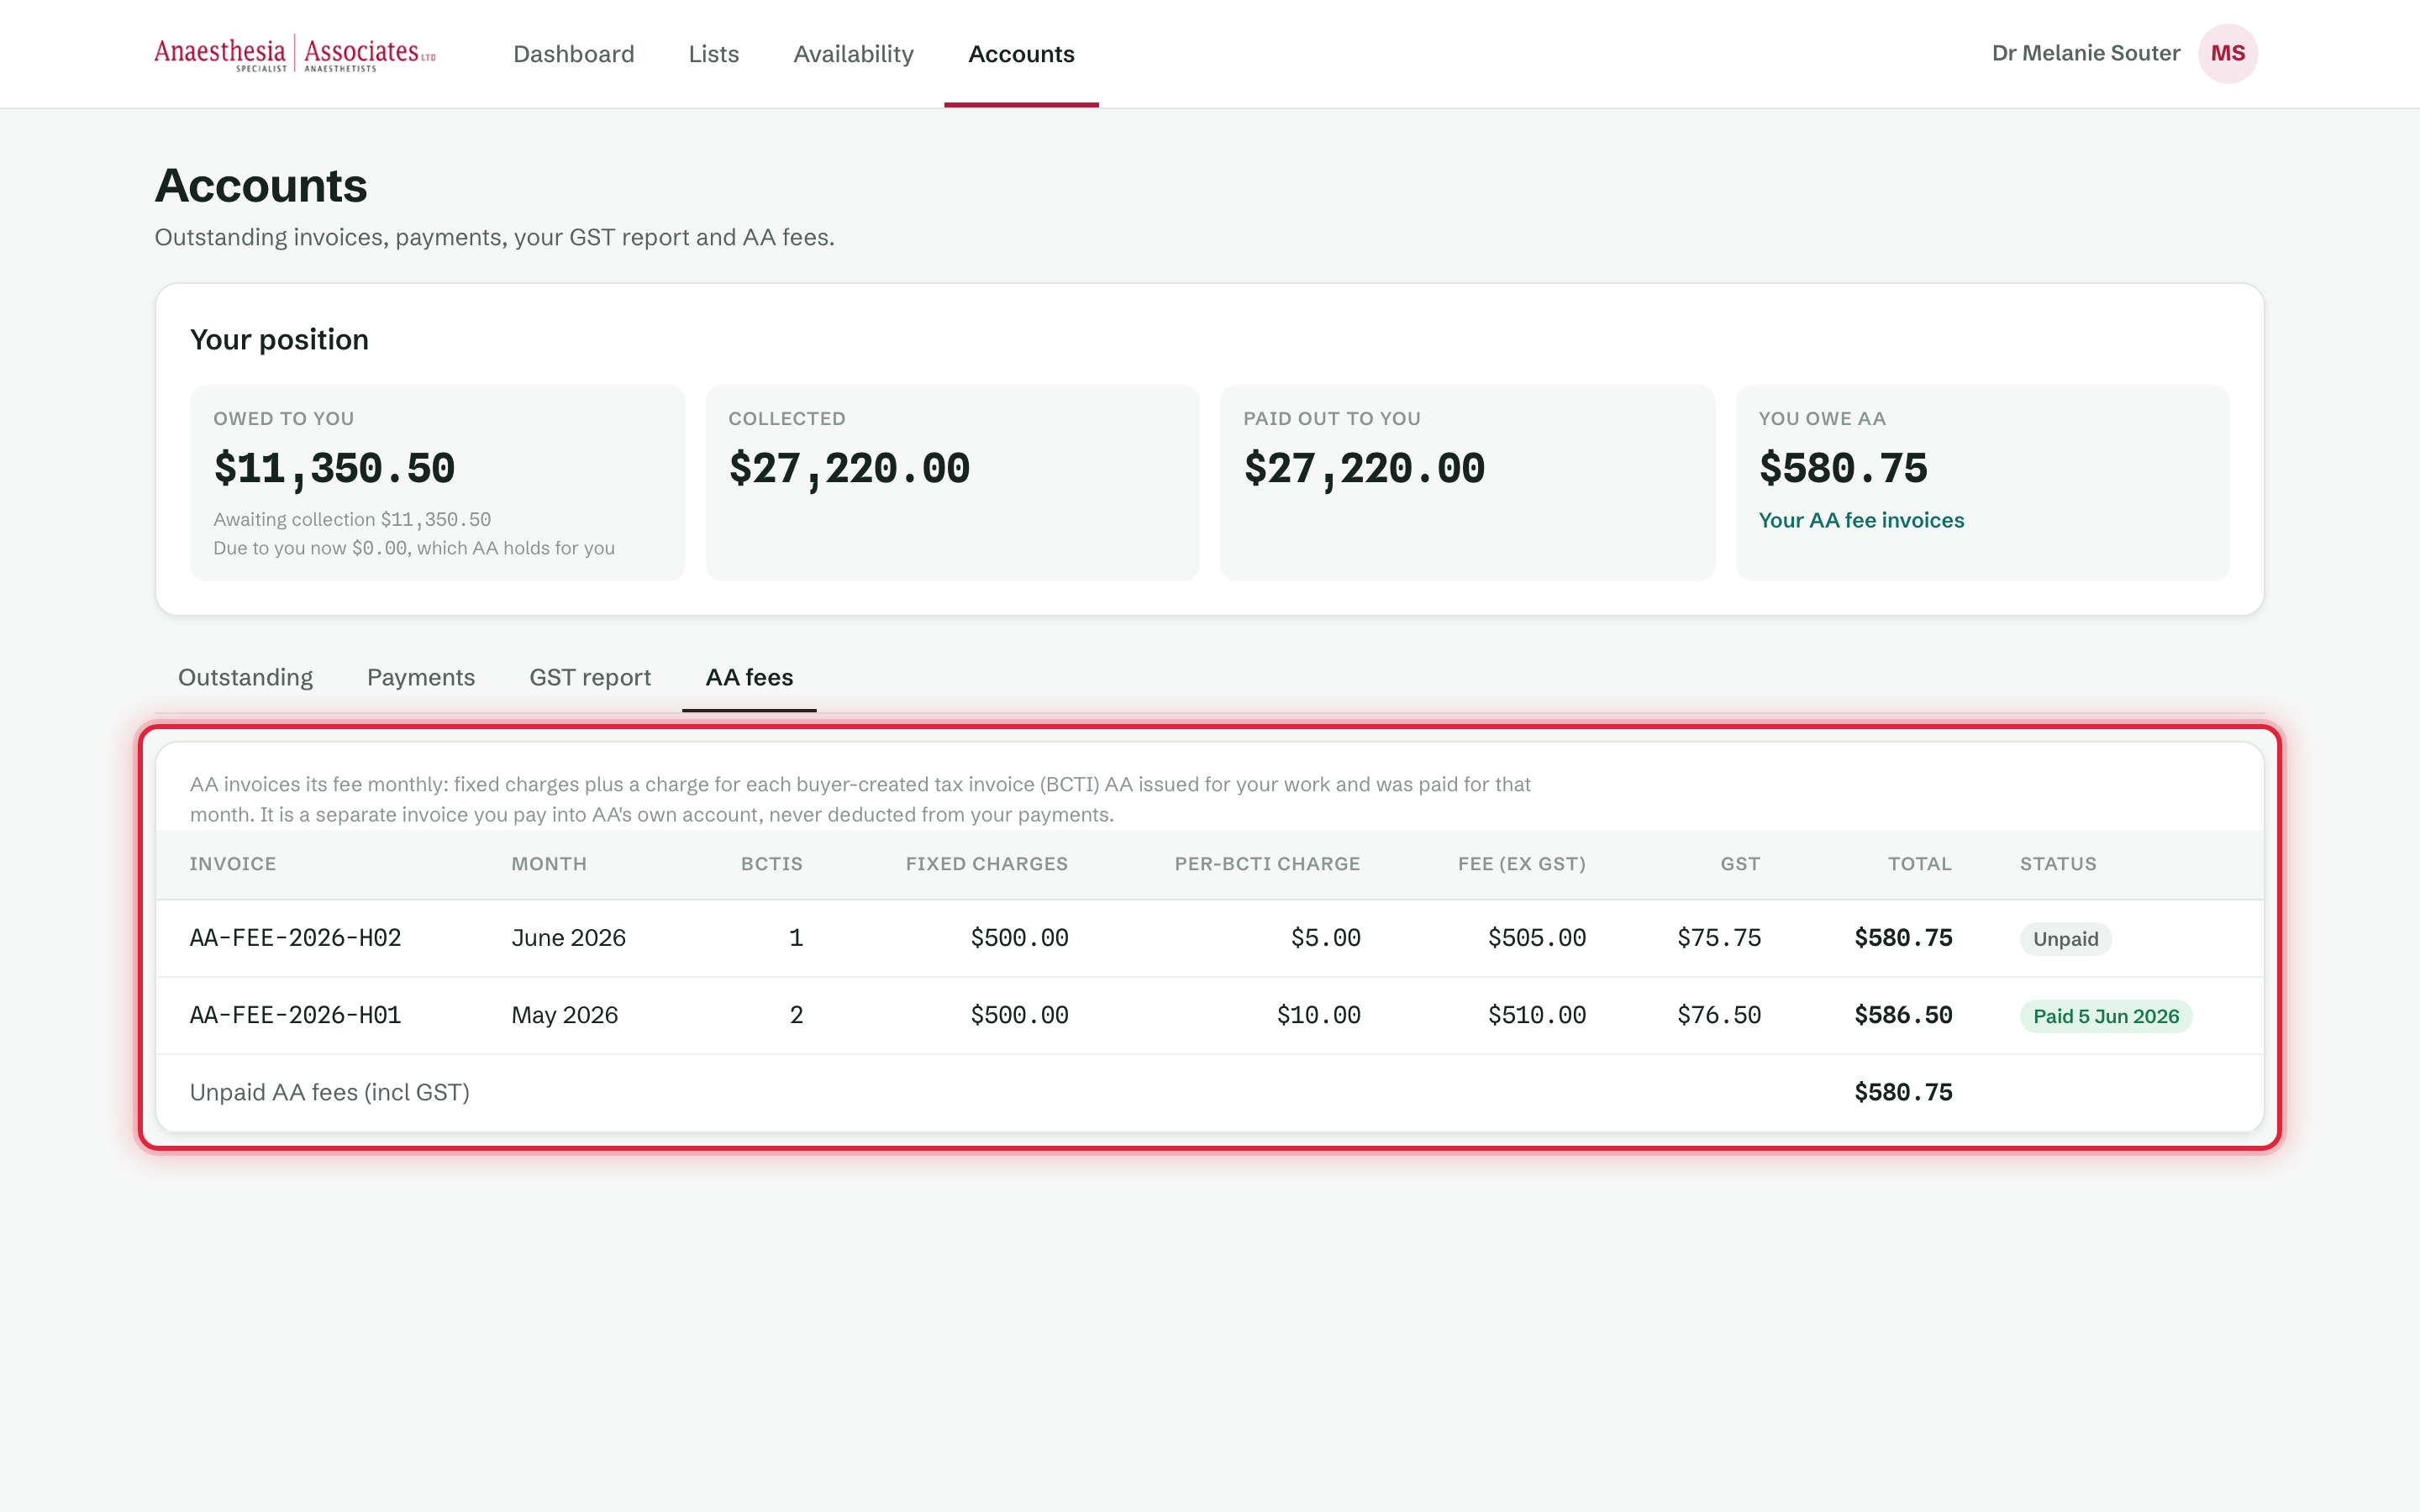 Anaesthesia | Associates LTD
SPECIALIST ANAESTHETISTS
Dashboard Lists Availability Accounts
Dr Melanie Souter MS
Accounts
Outstanding invoices, payments, your GST report and AA fees.
Your position
OWED TO YOU
$11,350.50
Awaiting collection $11,350.50
Due to you now $0.00, which AA holds for you
COLLECTED
$27,220.00
PAID OUT TO YOU
$27,220.00
YOU OWE AA
$580.75
Your AA fee invoices
Outstanding Payments GST report AA fees
AA invoices its fee monthly: fixed charges plus a charge for each buyer-created tax invoice (BCTI) AA issued for your work and was paid for that
month. It is a separate invoice you pay into AA's own account, never deducted from your payments.
INVOICE MONTH BCTIS FIXED CHARGES PER-BCTI CHARGE FEE (EX GST) GST TOTAL STATUS
AA-FEE-2026-H02 June 2026 1 $500.00 $5.00 $505.00 $75.75 $580.75 Unpaid
AA-FEE-2026-H01 May 2026 2 $500.00 $10.00 $510.00 $76.50 $586.50 Paid 5 Jun 2026
Unpaid AA fees (incl GST) $580.75